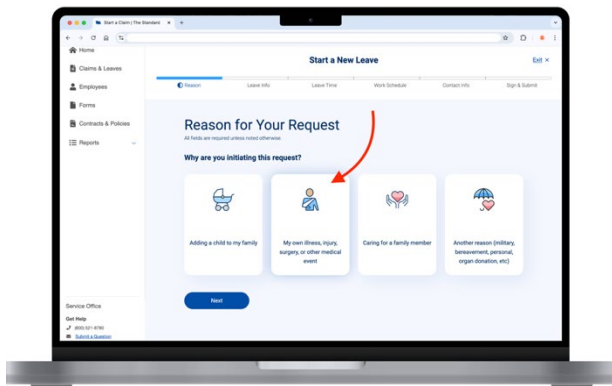 Start a Claim | The Standard
Home
Claims & Leaves
Employees
Forms
Contracts & Policies
Reports
Start a New Leave
Exit ×
Reason
Leave Info
Leave Time
Work Schedule
Contact Info
Sign & Submit
Reason for Your Request
All fields are required unless noted otherwise.
Why are you initiating this request?
Adding a child to my family
My own illness, injury,
surgery, or other medical
event
Caring for a family member
Another reason (military,
bereavement, personal,
organ donation, etc)
Next
Service Office
Get Help
Submit a Question